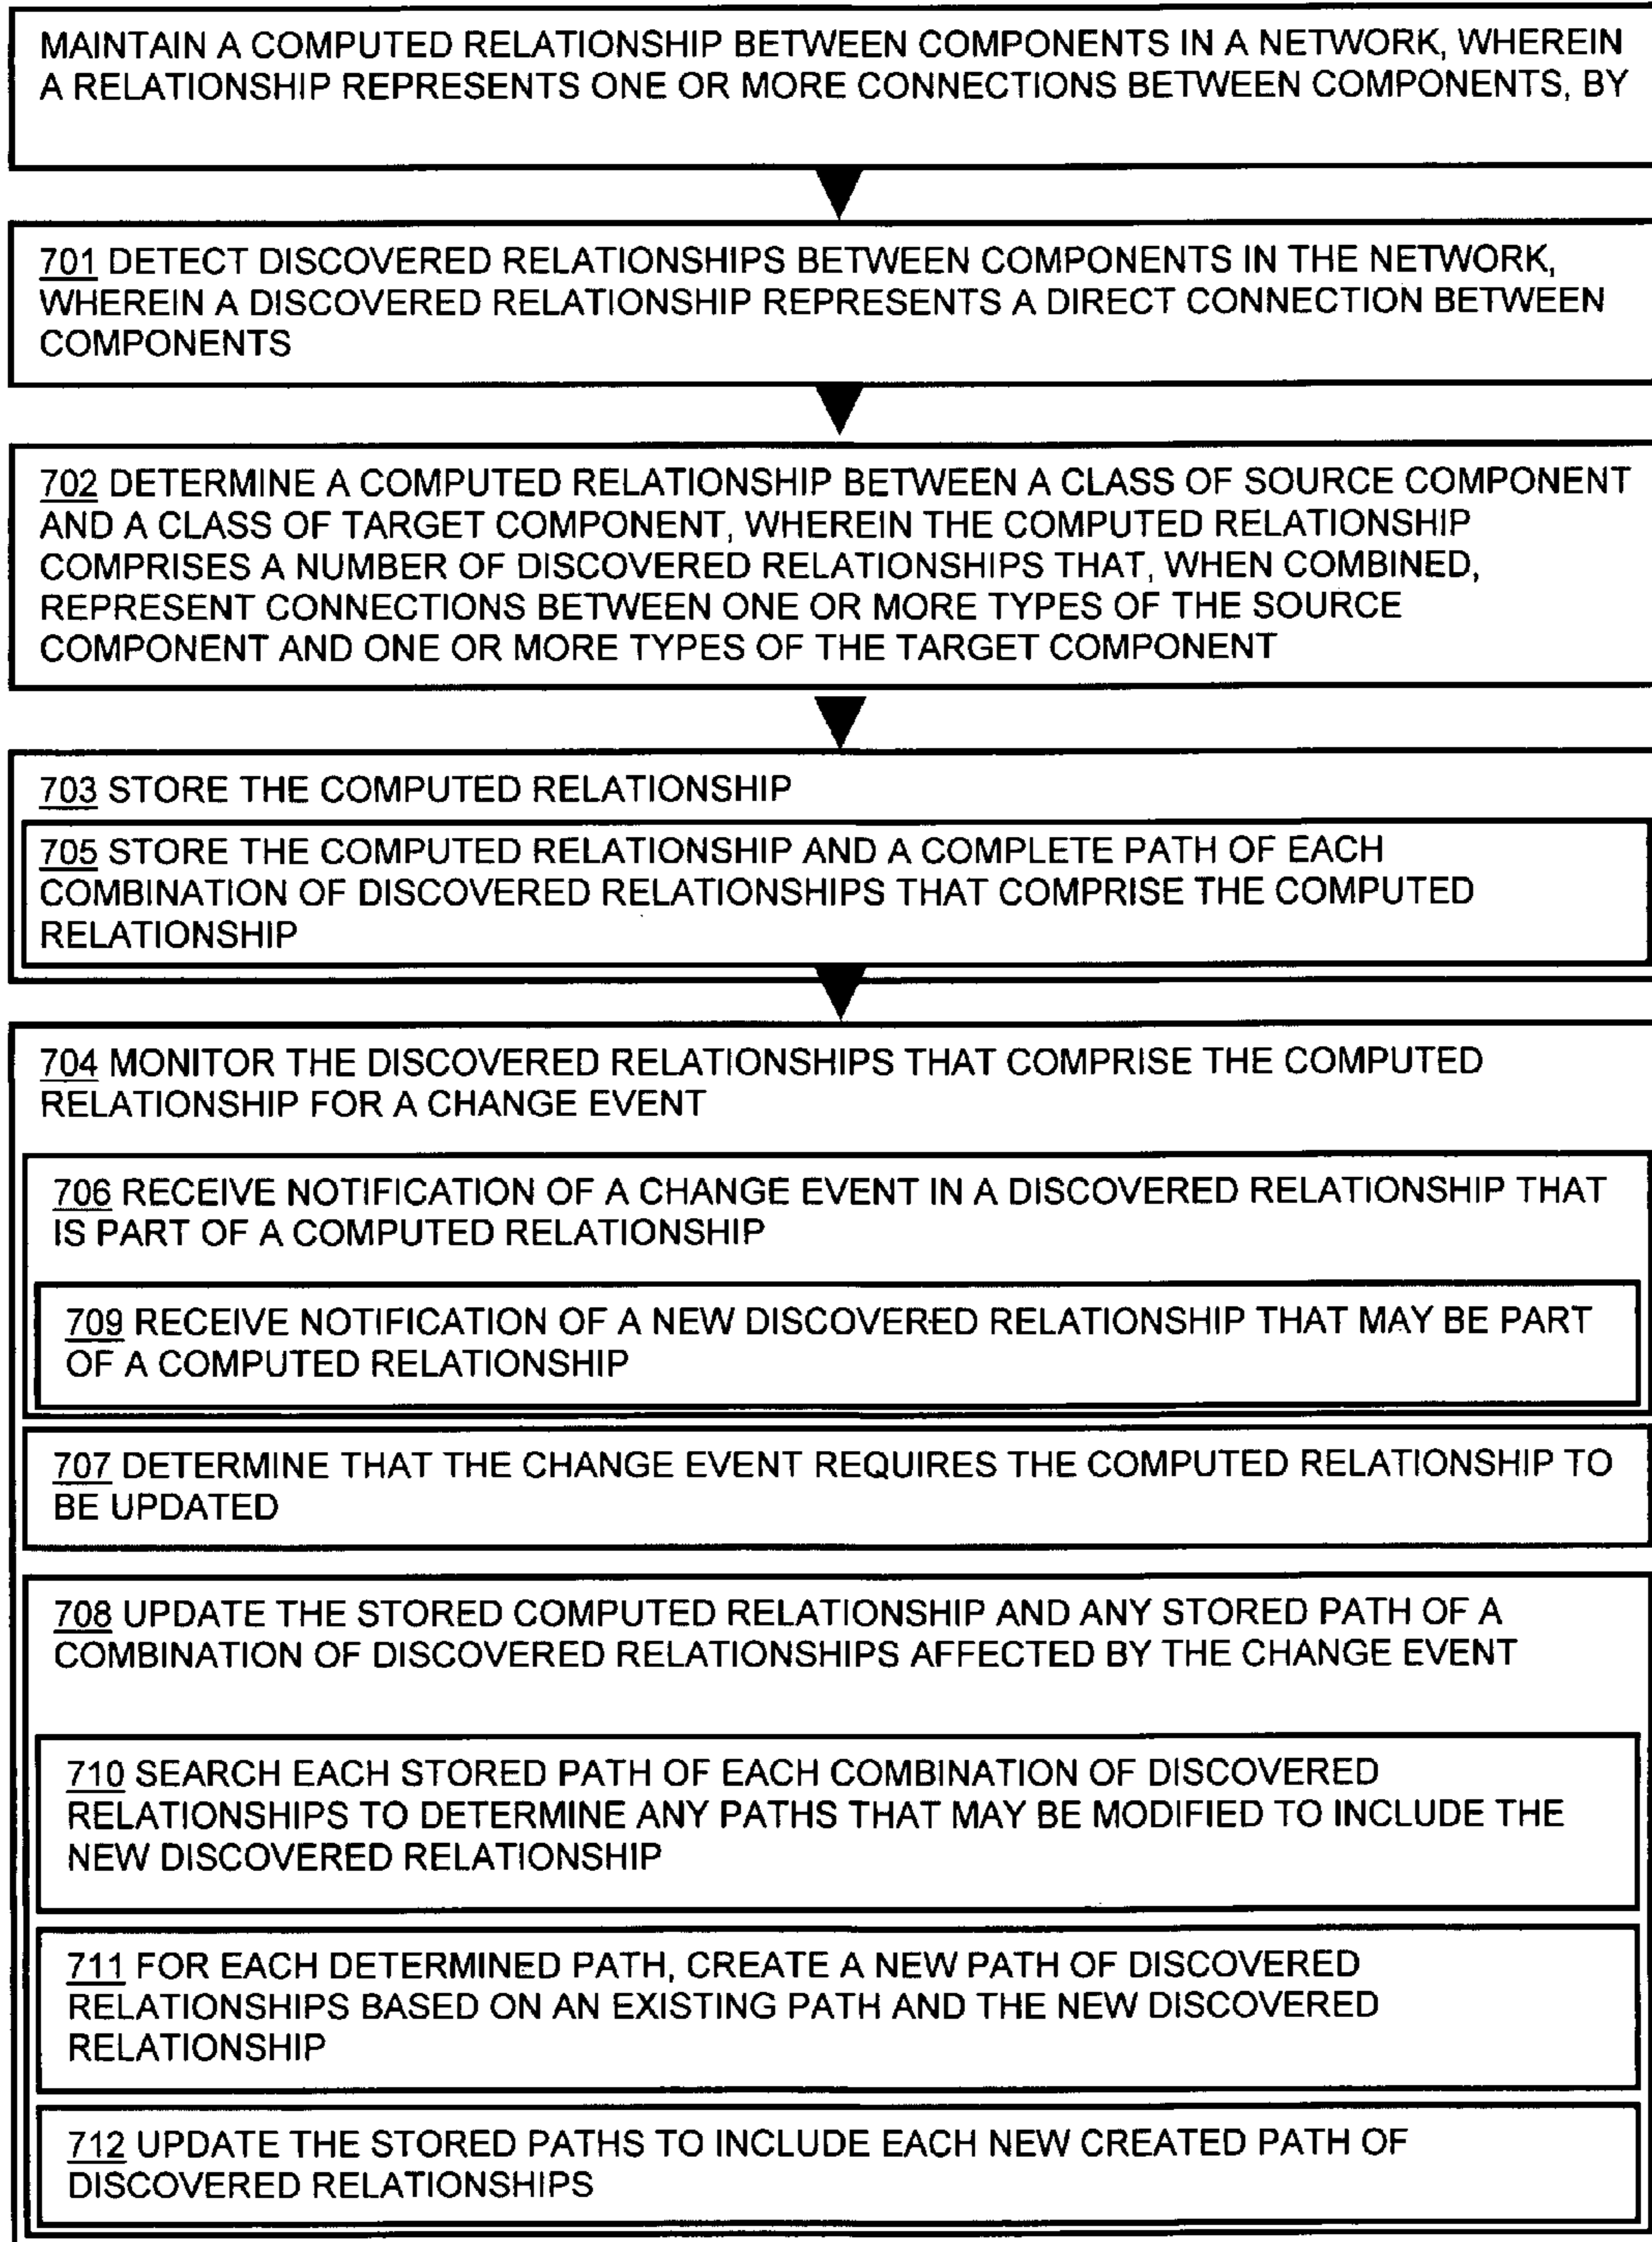 MAINTAIN A COMPUTED RELATIONSHIP BETWEEN COMPONENTS IN A NETWORK, WHEREIN
A RELATIONSHIP REPRESENTS ONE OR MORE CONNECTIONS BETWEEN COMPONENTS, BY
701 DETECT DISCOVERED RELATIONSHIPS BETWEEN COMPONENTS IN THE NETWORK,
WHEREIN A DISCOVERED RELATIONSHIP REPRESENTS A DIRECT CONNECTION BETWEEN
COMPONENTS
702 DETERMINE A COMPUTED RELATIONSHIP BETWEEN A CLASS OF SOURCE COMPONENT
AND A CLASS OF TARGET COMPONENT, WHEREIN THE COMPUTED RELATIONSHIP
COMPRISES A NUMBER OF DISCOVERED RELATIONSHIPS THAT, WHEN COMBINED,
REPRESENT CONNECTIONS BETWEEN ONE OR MORE TYPES OF THE SOURCE
COMPONENT AND ONE OR MORE TYPES OF THE TARGET COMPONENT
703 STORE THE COMPUTED RELATIONSHIP
705 STORE THE COMPUTED RELATIONSHIP AND A COMPLETE PATH OF EACH
COMBINATION OF DISCOVERED RELATIONSHIPS THAT COMPRISE THE COMPUTED
RELATIONSHIP
704 MONITOR THE DISCOVERED RELATIONSHIPS THAT COMPRISE THE COMPUTED
RELATIONSHIP FOR A CHANGE EVENT
706 RECEIVE NOTIFICATION OF A CHANGE EVENT IN A DISCOVERED RELATIONSHIP THAT
IS PART OF A COMPUTED RELATIONSHIP
709 RECEIVE NOTIFICATION OF A NEW DISCOVERED RELATIONSHIP THAT MAY BE PART
OF A COMPUTED RELATIONSHIP
707 DETERMINE THAT THE CHANGE EVENT REQUIRES THE COMPUTED RELATIONSHIP TO
BE UPDATED
708 UPDATE THE STORED COMPUTED RELATIONSHIP AND ANY STORED PATH OF A
COMBINATION OF DISCOVERED RELATIONSHIPS AFFECTED BY THE CHANGE EVENT
710 SEARCH EACH STORED PATH OF EACH COMBINATION OF DISCOVERED
RELATIONSHIPS TO DETERMINE ANY PATHS THAT MAY BE MODIFIED TO INCLUDE THE
NEW DISCOVERED RELATIONSHIP
711 FOR EACH DETERMINED PATH, CREATE A NEW PATH OF DISCOVERED
RELATIONSHIPS BASED ON AN EXISTING PATH AND THE NEW DISCOVERED
RELATIONSHIP
712 UPDATE THE STORED PATHS TO INCLUDE EACH NEW CREATED PATH OF
DISCOVERED RELATIONSHIPS